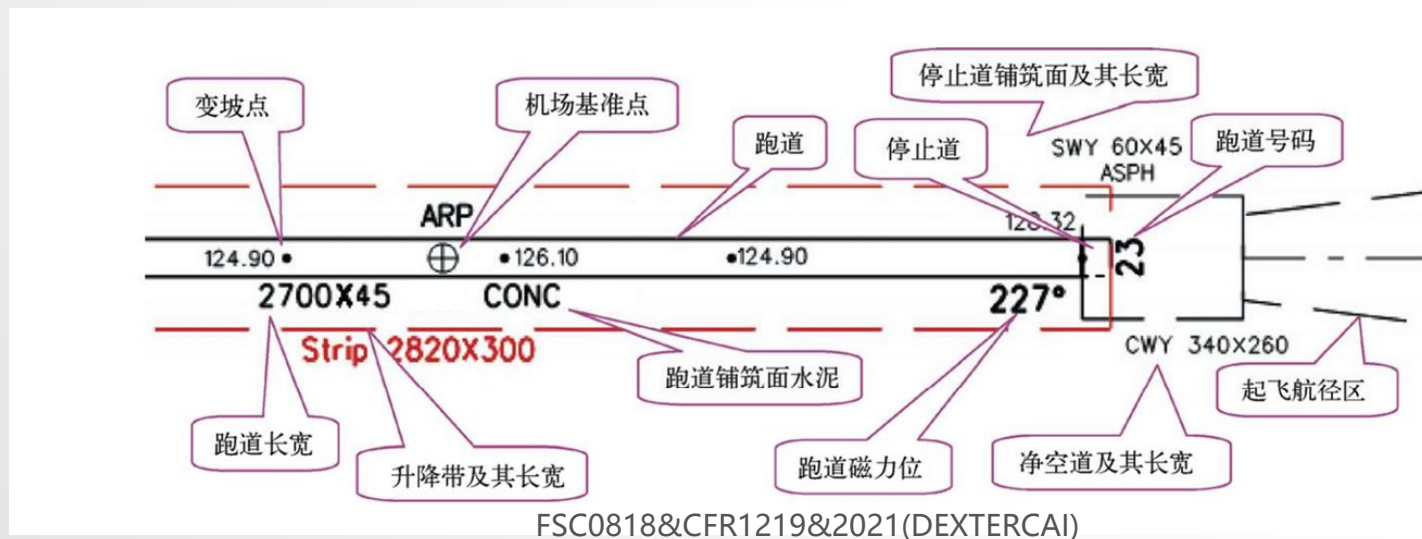 停止道铺筑面及其长宽
变坡点
机场基准点
跑道
停止道
SWY 60X45
ASPH
跑道号码
ARP
128.32
124.90
126.10
124.90
23
2700X45
CONC
227°
Strip 2820X300
CWY 340X260
跑道铺筑面水泥
起飞航径区
跑道长宽
升降带及其长宽
跑道磁力位
净空道及其长宽
FSC0818&CFR1219&2021(DEXTERCAI)